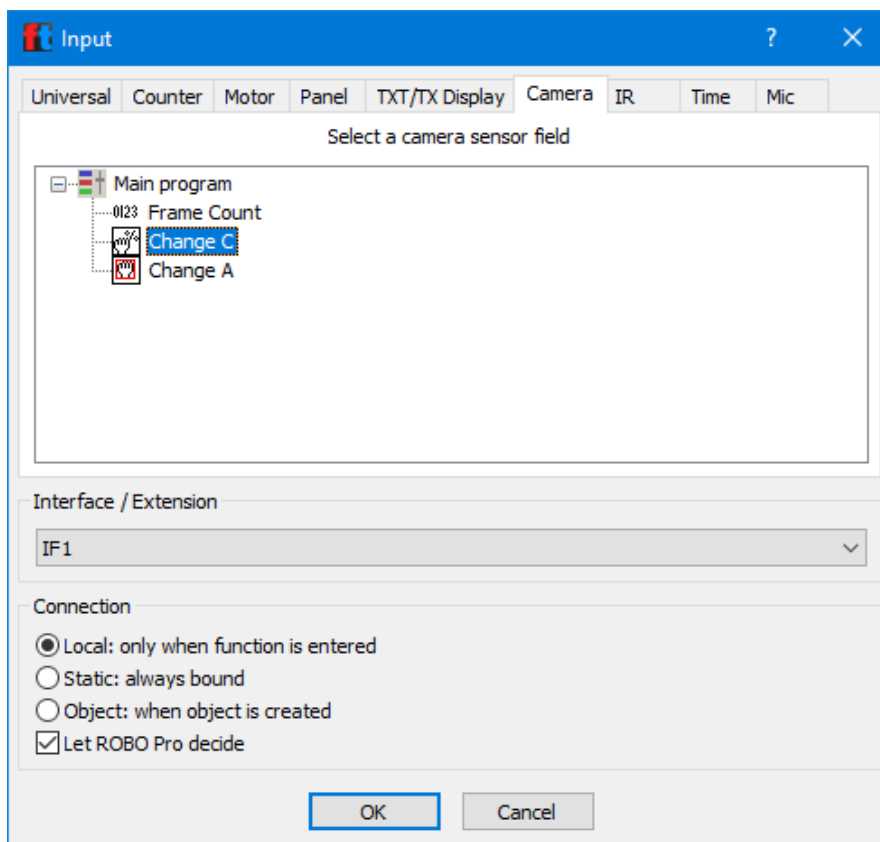 ft Input ?
Universal Counter Motor Panel TXT/TX Display Camera IR Time Mic
Select a camera sensor field
Main program
0123 Frame Count
Change C
Change A
Interface / Extension
IF1
Connection
Local: only when function is entered
Static: always bound
Object: when object is created
Let ROBO Pro decide
OK Cancel